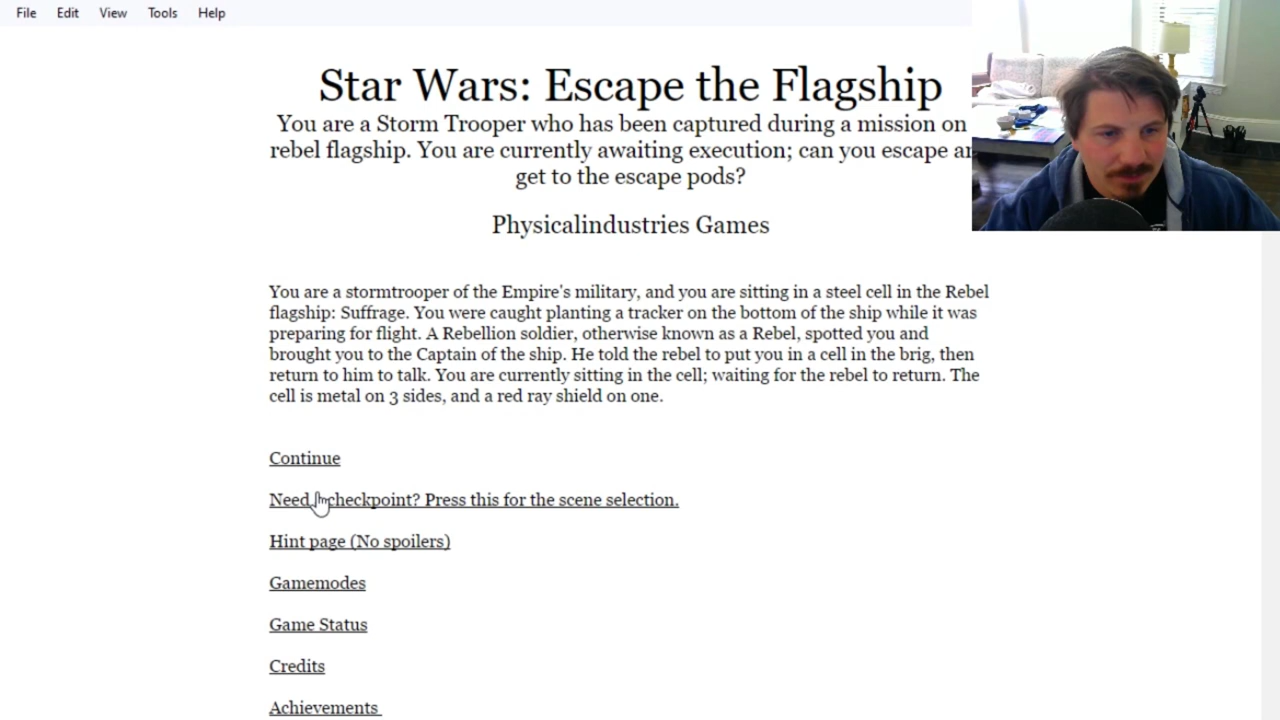 File Edit View Tools Help
Star Wars: Escape the Flagship
You are a Storm Trooper who has been captured during a mission on
rebel flagship. You are currently awaiting execution; can you escape
get to the escape pods?
Physicalindustries Games
You are a stormtrooper of the Empire's military, and you are sitting in a steel cell in the Rebel
flagship: Suffrage. You were caught planting a tracker on the bottom of the ship while it was
preparing for flight. A Rebellion soldier, otherwise known as a Rebel, spotted you and
brought you to the Captain of the ship. He told the rebel to put you in a cell in the brig, then
return to him to talk. You are currently sitting in the cell; waiting for the rebel to return. The
cell is metal on 3 sides, and a red ray shield on one.
Continue
Need checkpoint? Press this for the scene selection.
Hint page (No spoilers)
Gamemodes
Game Status
Credits
Achievements